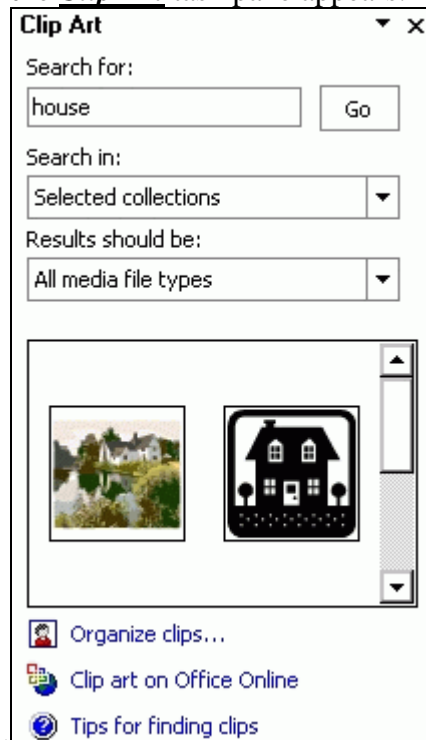 Clip Art
Search for:
house
Go
Search in:
Selected collections
Results should be:
All media file types
Organize clips...
Clip art on Office Online
Tips for finding clips